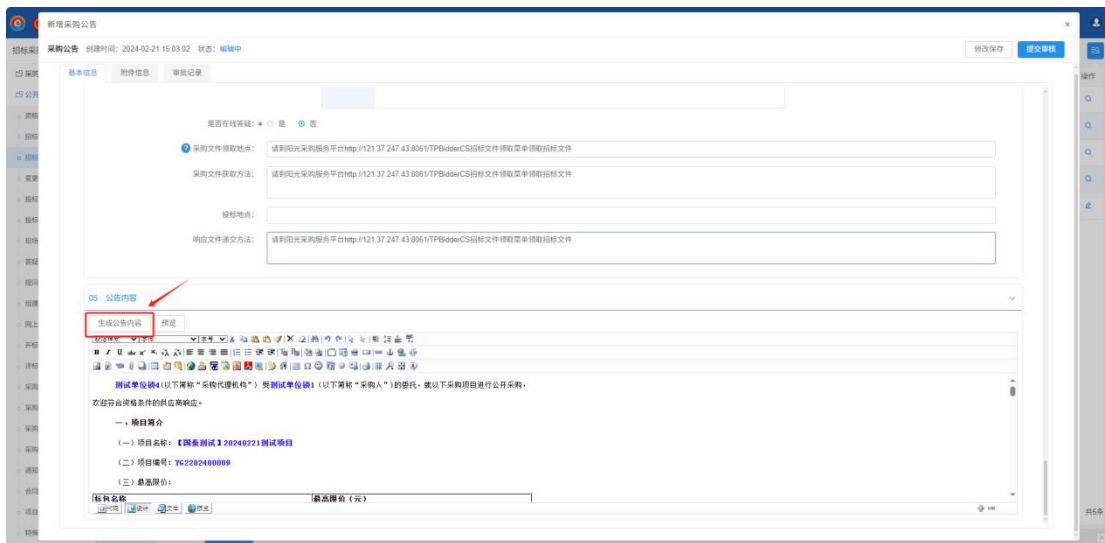 新增采购公告
采购公告 创建时间：2024-02-21 15:03:02 状态：编辑中 修改保存 提交审核
基本信息 附件信息 审批记录
操作
是否在线答疑：* 是 否
采购文件领取地点： 请到阳光采购服务平台http://121.37.247.43:8061/TPBidderCS招标文件领取菜单领取招标文件
采购文件获取方法： 请到阳光采购服务平台http://121.37.247.43:8061/TPBidderCS招标文件领取菜单领取招标文件
投标地点：
响应文件递交方法： 请到阳光采购服务平台http://121.37.247.43:8061/TPBidderCS招标文件领取菜单领取招标文件
05 公告内容
生成公告内容 预览
测试单位锁4(以下简称“采购代理机构”) 受测试单位锁1 (以下简称“采购人”)的委托，就以下采购项目进行公开采购，
欢迎符合资格条件的供应商响应。
一、项目简介
(一) 项目名称：【国泰测试】20240221测试项目
(二) 项目编号：YG2202400089
(三) 最高限价：
标包名称 最高限价（元）
代码 设计 文本 预览
共5条